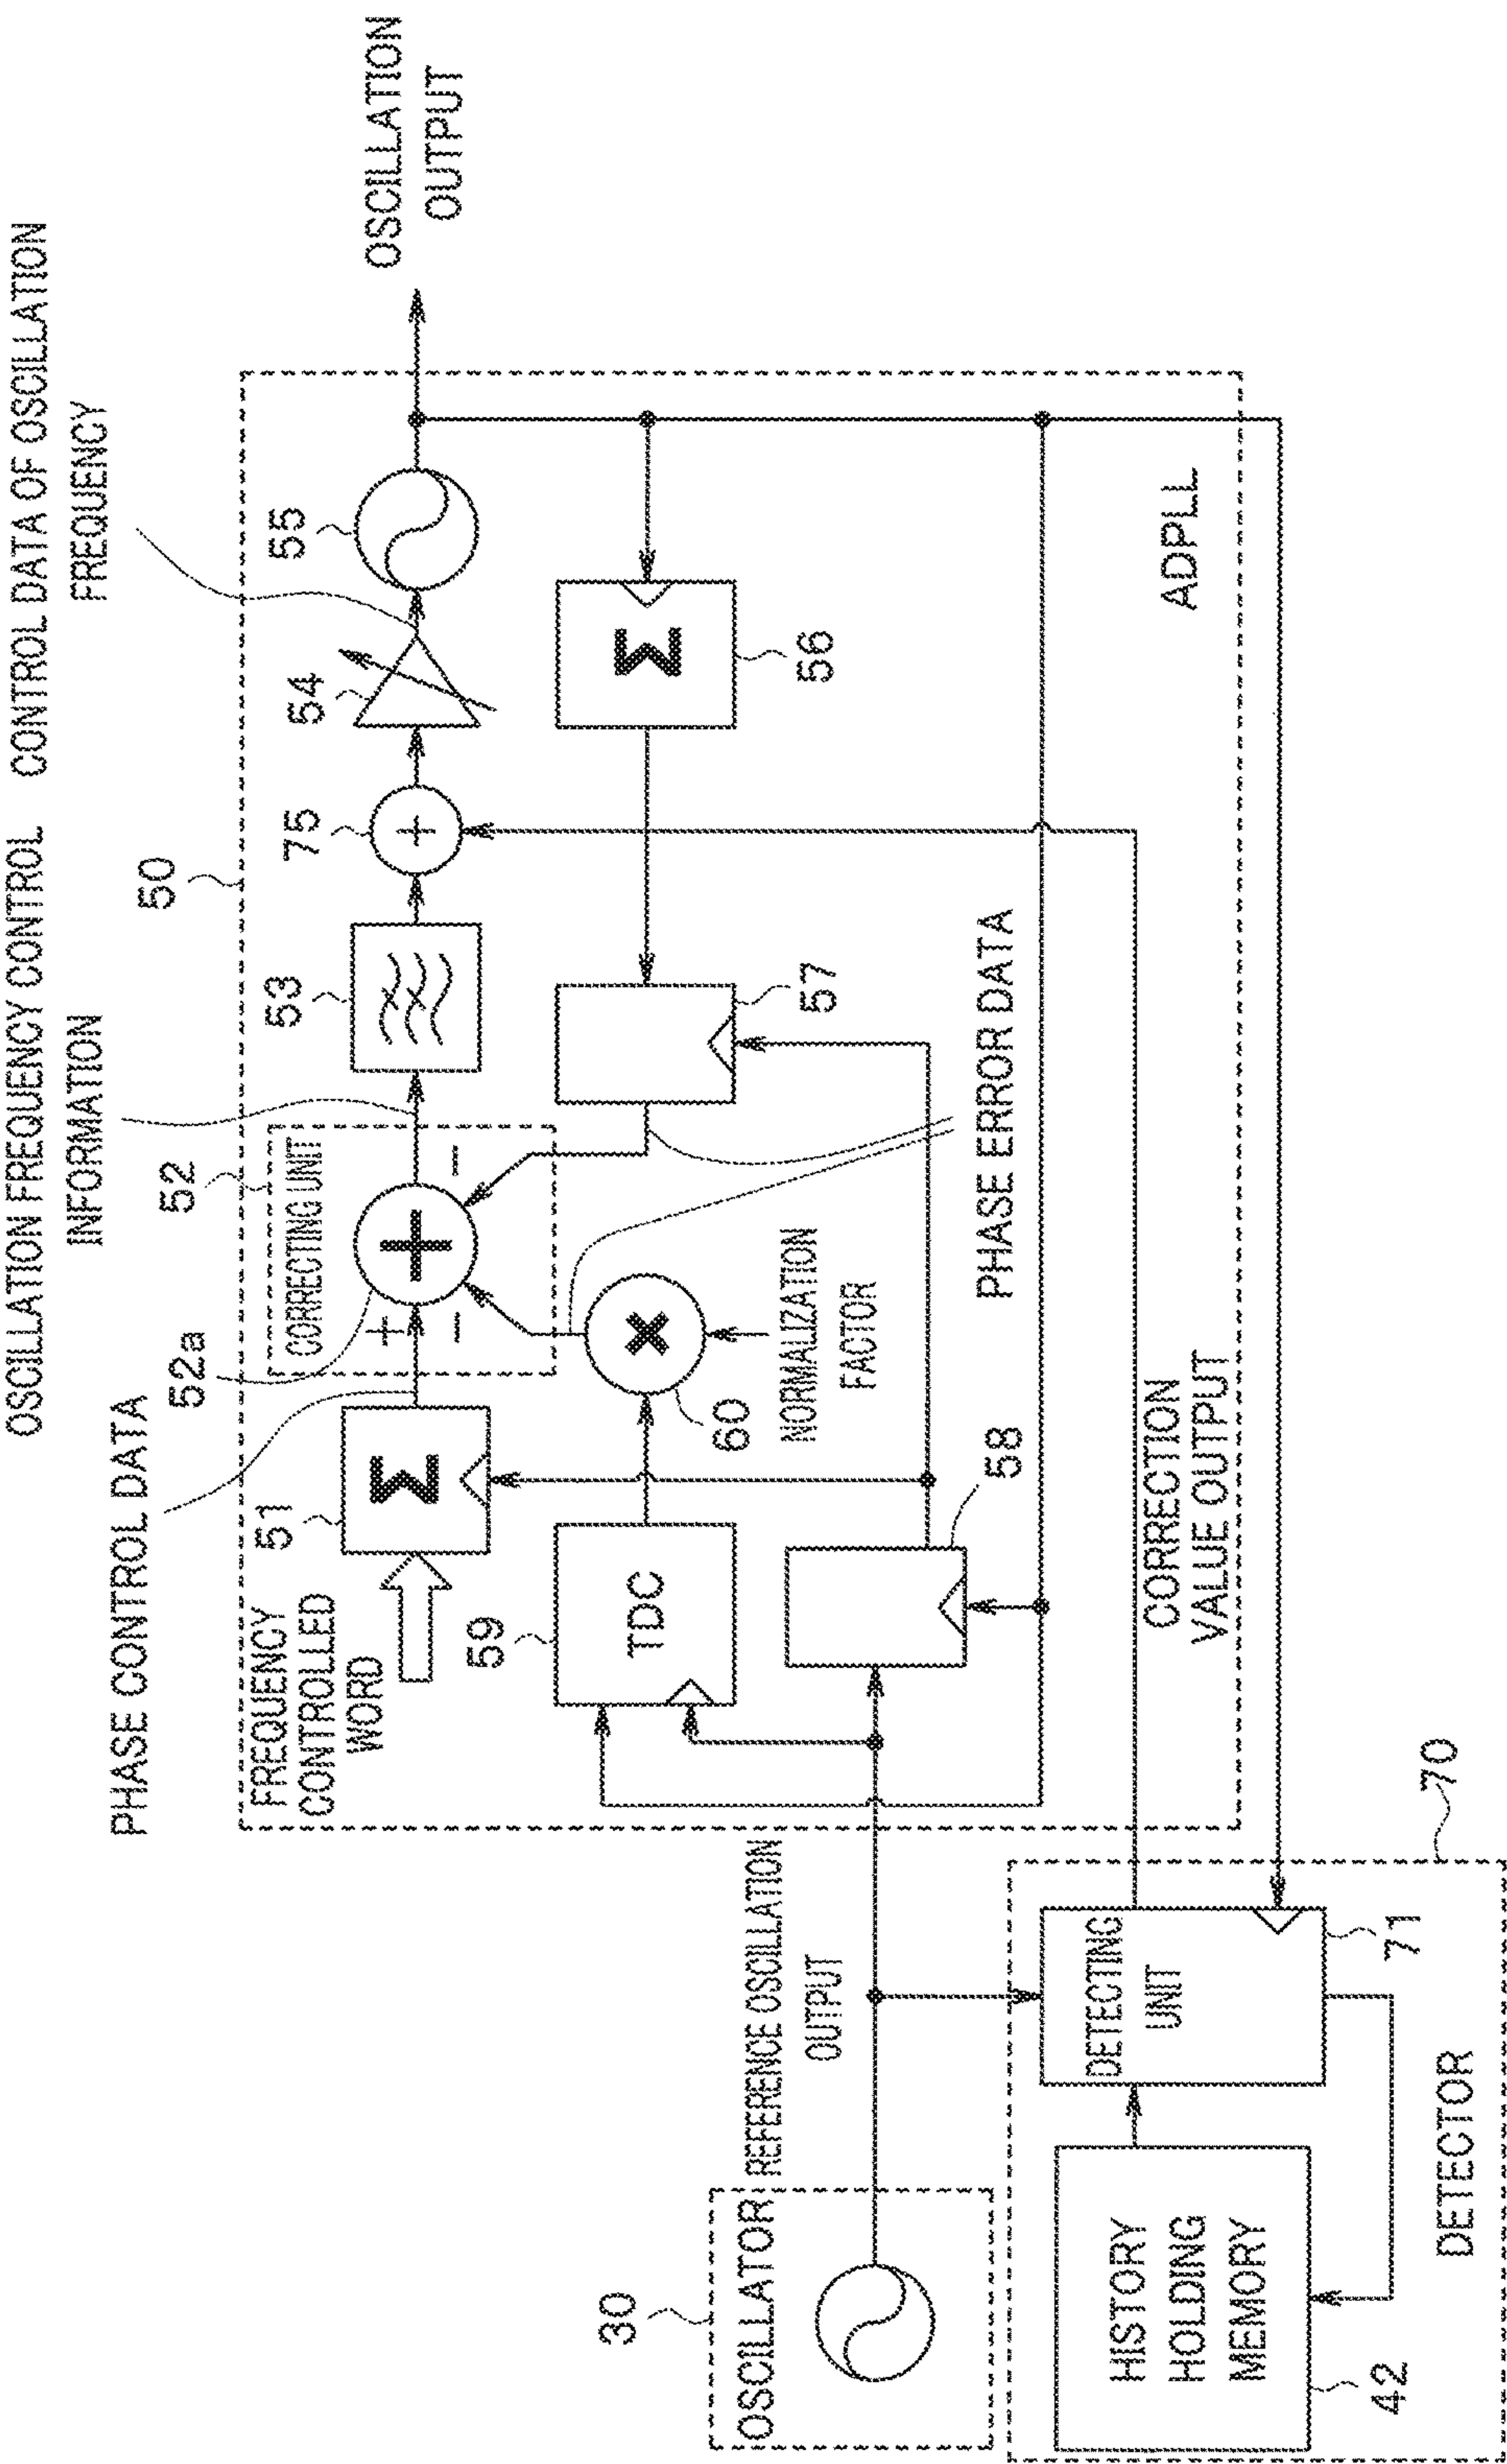 OSCILLATION FREQUENCY CONTROL
INFORMATION
CONTROL DATA OF OSCILLATION
FREQUENCY
PHASE CONTROL DATA
52a
52
50
CORRECTING UNIT
FREQUENCY
CONTROLLED
WORD
51
Σ
+
+
−
−
53
75
+
54
55
OSCILLATION
OUTPUT
59
TDC
60
×
NORMALIZATION
FACTOR
57
Σ
56
58
PHASE ERROR DATA
ADPLL
CORRECTION
VALUE OUTPUT
30
OSCILLATOR
REFERENCE OSCILLATION
OUTPUT
HISTORY
HOLDING
MEMORY
42
DETECTING
UNIT
71
DETECTOR
70